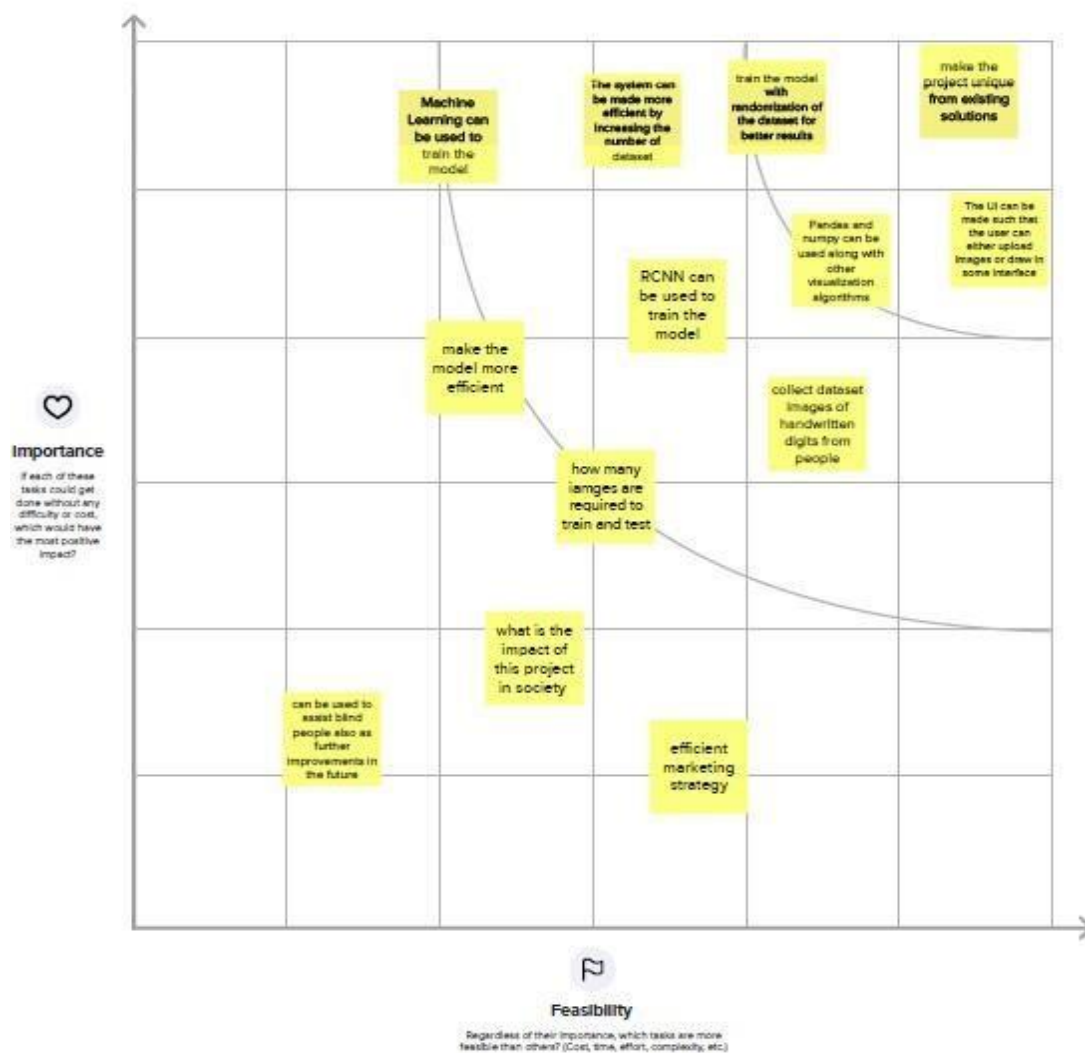 make the
project unique
from existing
solutions
train the model
with
randomization of
the dataset for
better results
The system can
be made more
efficient by
increasing the
number of
dataset
Machine
Learning can
be used to
train the
model
The UI can be
made such that
the user can
either upload
images or draw in
some interface
Pandas and
numpy can be
used along with
other
visualization
algorithms
RCNN can
be used to
train the
model
make the
model more
efficient
collect dataset
images of
handwritten
digits from
people
how many
iamges are
required to
train and test
what is the
impact of
this project
in society
can be used to
assist blind
people also as
further
improvements in
the future
efficient
marketing
strategy
Importance
If each of these
tasks could get
done without any
difficulty or cost,
which would have
the most positive
impact?
Feasibility
Regardless of their importance, which tasks are more
feasible than others? (Cost, time, effort, complexity, etc.)